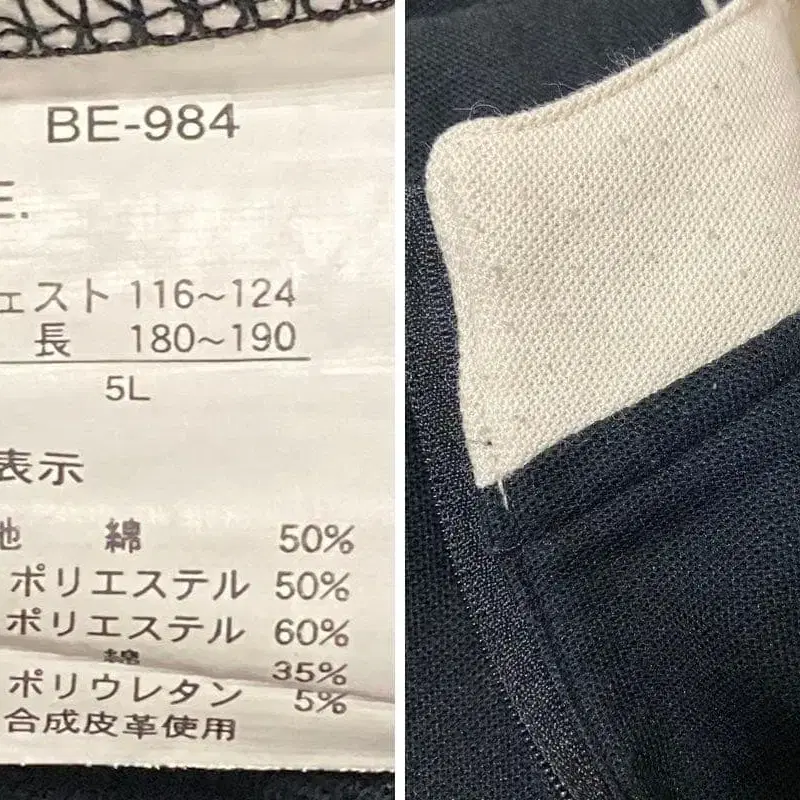 BE-984
E.
ェスト 116~124
長 180~190
5L
表示
地 綿 50%
ポリエステル 50%
ポリエステル 60%
綿 35%
ポリウレタン 5%
合成皮革使用